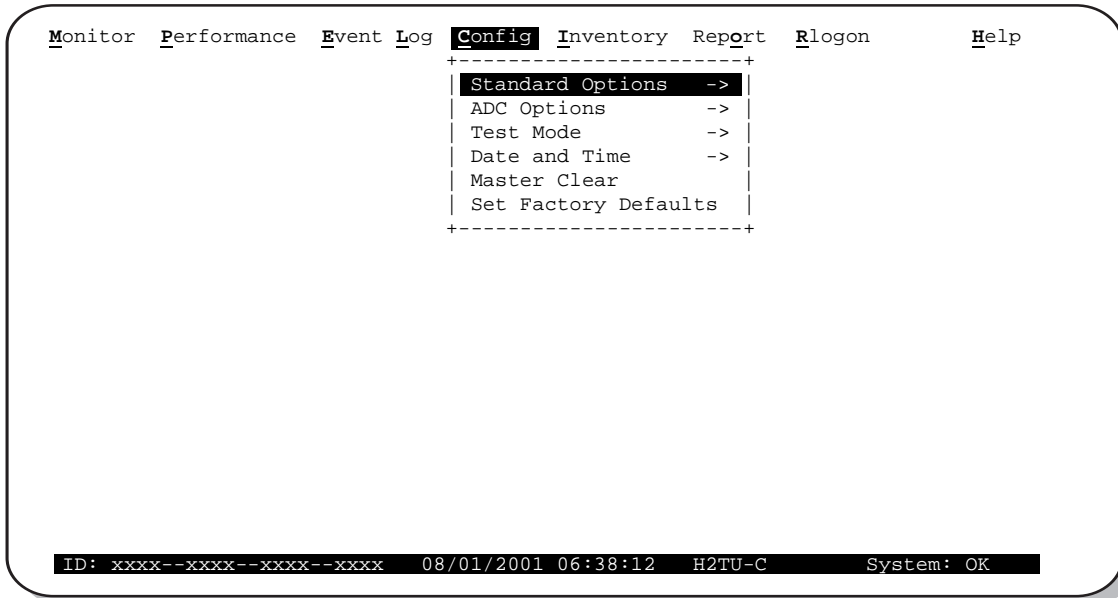 Monitor  Performance  Event Log  Config  Inventory  Report  Rlogon  Help
+-----------------------+
| Standard Options   -> |
| ADC Options        -> |
| Test Mode          -> |
| Date and Time      -> |
| Master Clear          |
| Set Factory Defaults  |
+-----------------------+
ID: xxxx--xxxx--xxxx--xxxx   08/01/2001 06:38:12   H2TU-C   System: OK